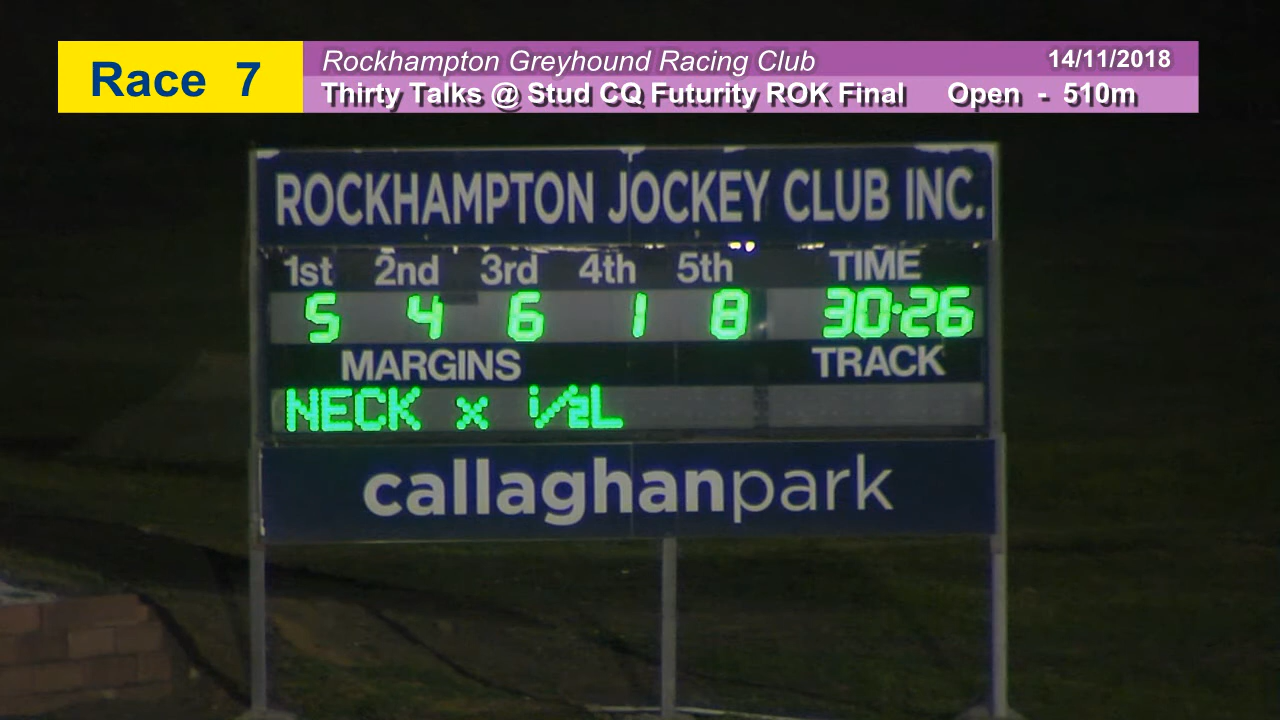 Race 7
Rockhampton Greyhound Racing Club 14/11/2018
Thirty Talks @ Stud CQ Futurity ROK Final Open - 510m
ROCKHAMPTON JOCKEY CLUB INC.
1st 2nd 3rd 4th 5th TIME
5 4 6 1 8 30·26
MARGINS TRACK
NECK x 1/2L
callaghanpark